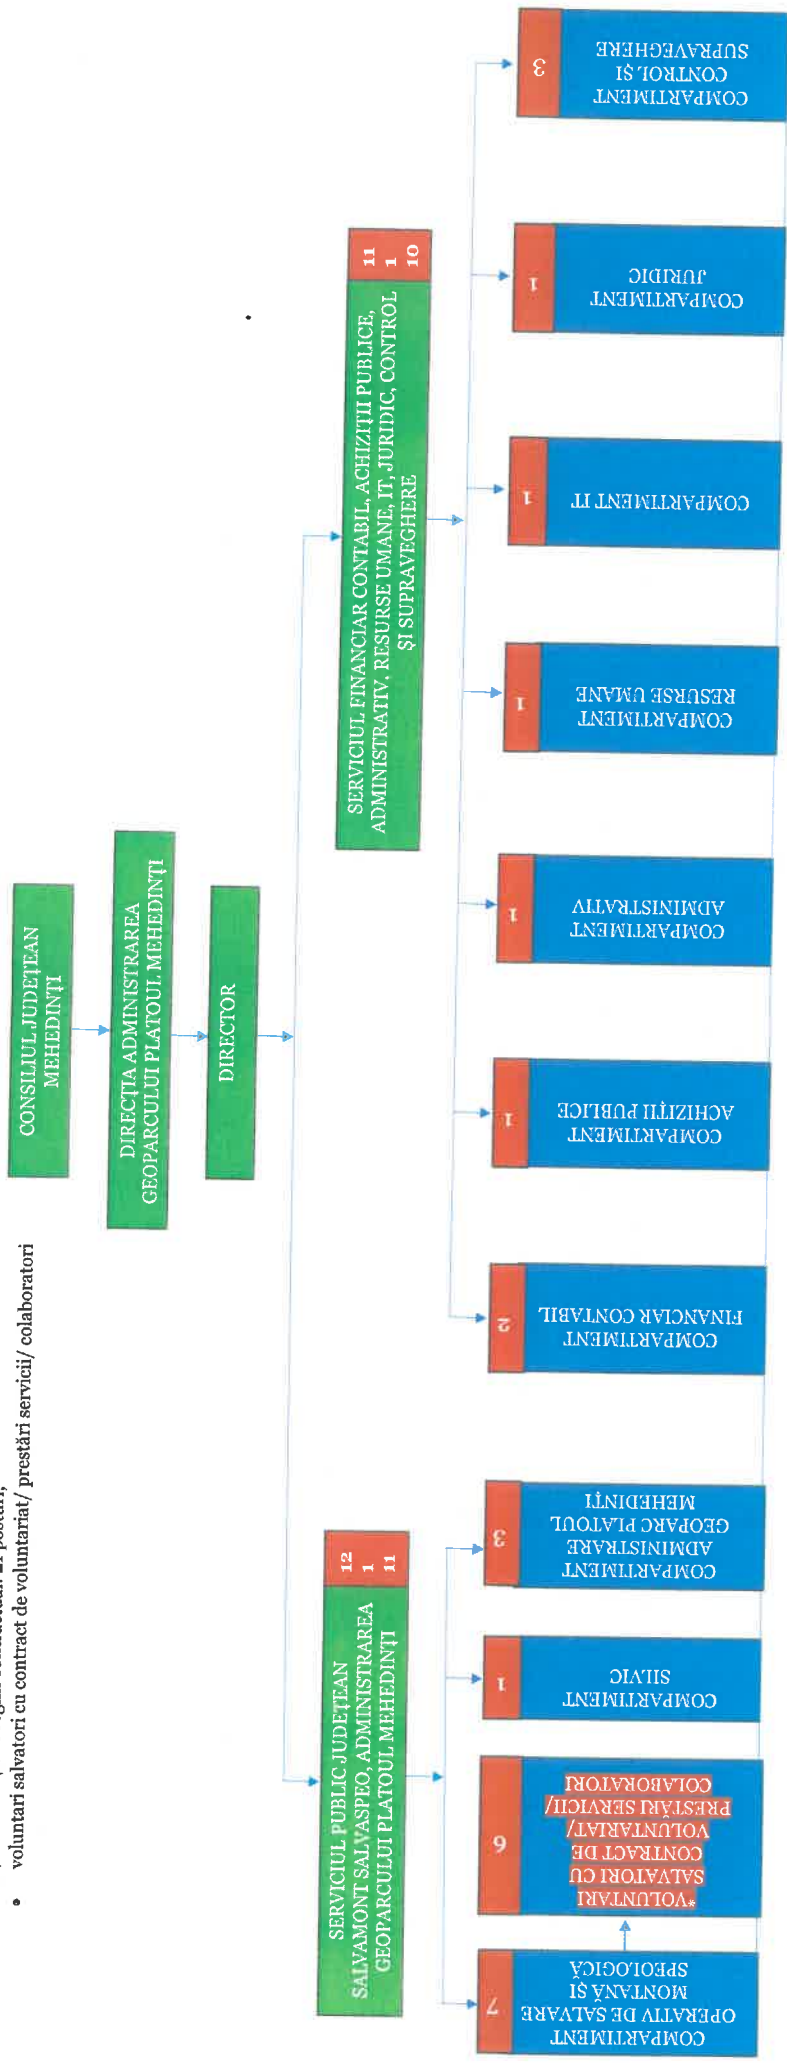 contractual: 21 posturi;
• voluntari salvatori cu contract de voluntariat/ prestări servicii/ colaboratori
CONSILIUL JUDEȚEAN
MEHEDINȚI
DIRECȚIA ADMINISTRAREA
GEOPARCULUI PLATOUL MEHEDINȚI
DIRECTOR
SERVICIUL PUBLIC JUDEȚEAN
SALVAMONT SALVASPEO, ADMINISTRAREA
GEOPARCULUI PLATOUL MEHEDINȚI
12
1
11
SERVICIUL FINANCIAR CONTABIL, ACHIZIȚII PUBLICE,
ADMINISTRATIV, RESURSE UMANE, IT, JURIDIC, CONTROL
ȘI SUPRAVEGHERE
11
1
10
COMPARTIMENT
OPERATIV DE SALVARE
MONTANĂ ȘI
SPEOLOGICĂ
7
*VOLUNTARI
SALVATORI CU
CONTRACT DE
VOLUNTARIAT/
PRESTĂRI SERVICII/
COLABORATORI
COMPARTIMENT
SILVIC
1
COMPARTIMENT
ADMINISTRARE
GEOPARC PLATOUL
MEHEDINȚI
3
COMPARTIMENT
FINANCIAR CONTABIL
2
COMPARTIMENT
ACHIZIȚII PUBLICE
1
COMPARTIMENT
ADMINISTRATIV
1
COMPARTIMENT
RESURSE UMANE
1
COMPARTIMENT IT
1
COMPARTIMENT
JURIDIC
1
COMPARTIMENT
CONTROL ȘI
SUPRAVEGHERE
3